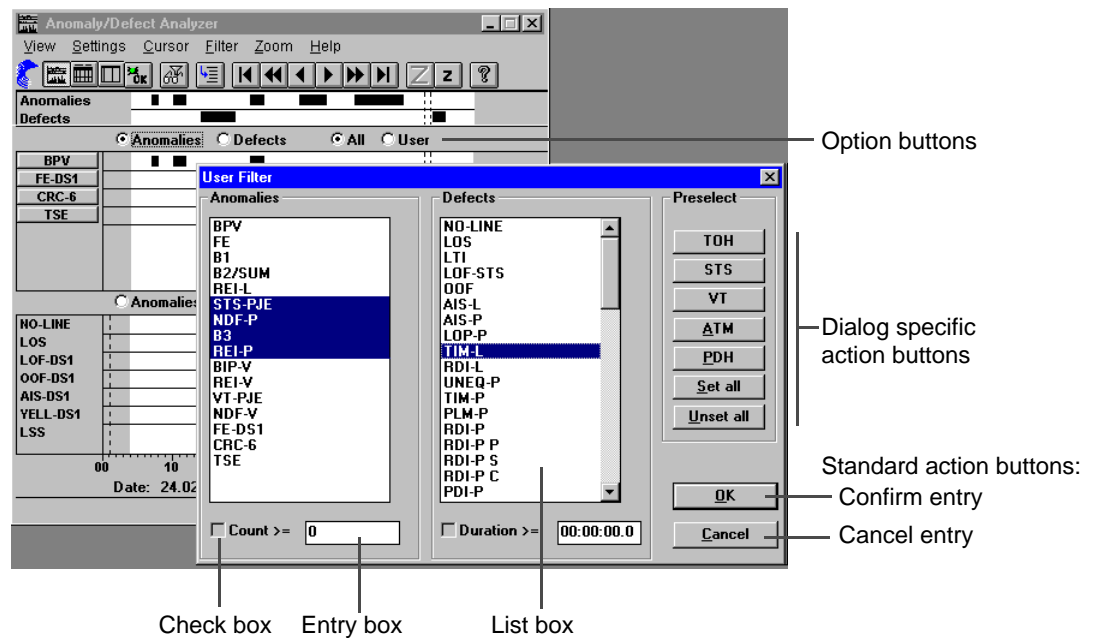 Anomaly/Defect Analyzer
View Settings Cursor Filter Zoom Help
OK Z z ?
Anomalies
Defects
Anomalies Defects All User
Option buttons
BPV
FE-DS1
CRC-6
TSE
Anomalies
NO-LINE
LOS
LOF-DS1
OOF-DS1
AIS-DS1
YELL-DS1
LSS
00 10
Date: 24.02
User Filter
Anomalies
BPV
FE
B1
B2/SUM
REI-L
STS-PJE
NDF-P
B3
REI-P
BIP-V
REI-V
VT-PJE
NDF-V
FE-DS1
CRC-6
TSE
Count >= 0
Defects
NO-LINE
LOS
LTI
LOF-STS
OOF
AIS-L
AIS-P
LOP-P
TIM-L
RDI-L
UNEQ-P
TIM-P
PLM-P
RDI-P
RDI-P P
RDI-P S
RDI-P C
PDI-P
Duration >= 00:00:00.0
Preselect
TOH
STS
VT
ATM
PDH
Set all
Unset all
OK
Cancel
Dialog specific
action buttons
Standard action buttons:
Confirm entry
Cancel entry
Check box
Entry box
List box